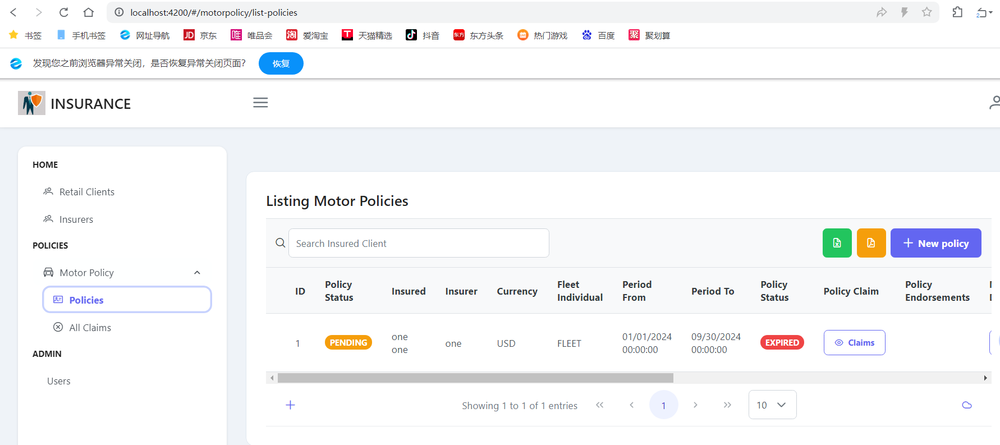 localhost:4200/#/motorpolicy/list-policies
书签 手机书签 网址导航 JD 京东 唯 唯品会 淘 爱淘宝 T 天猫精选 抖音 东方 东方头条 热门游戏 百度 聚 聚划算
发现您之前浏览器异常关闭，是否恢复异常关闭页面？ 恢复
INSURANCE
HOME
Retail Clients
Insurers
POLICIES
Motor Policy
Policies
All Claims
ADMIN
Users
Listing Motor Policies
Search Insured Client
New policy
ID Policy Status Insured Insurer Currency Fleet Individual Period From Period To Policy Status Policy Claim Policy Endorsements
1 PENDING one one one USD FLEET 01/01/2024 00:00:00 09/30/2024 00:00:00 EXPIRED Claims
Showing 1 to 1 of 1 entries 1 10